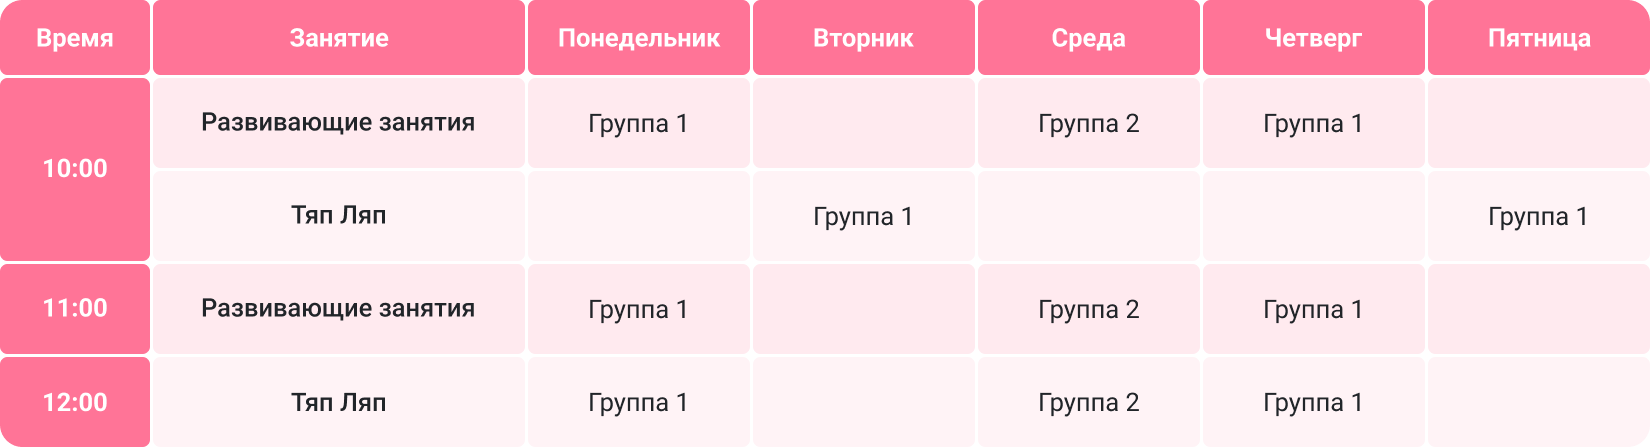 Время Занятие Понедельник Вторник Среда Четверг Пятница
10:00
Развивающие занятия Группа 1 Группа 2 Группа 1
Тяп Ляп Группа 1 Группа 1
11:00 Развивающие занятия Группа 1 Группа 2 Группа 1
12:00 Тяп Ляп Группа 1 Группа 2 Группа 1